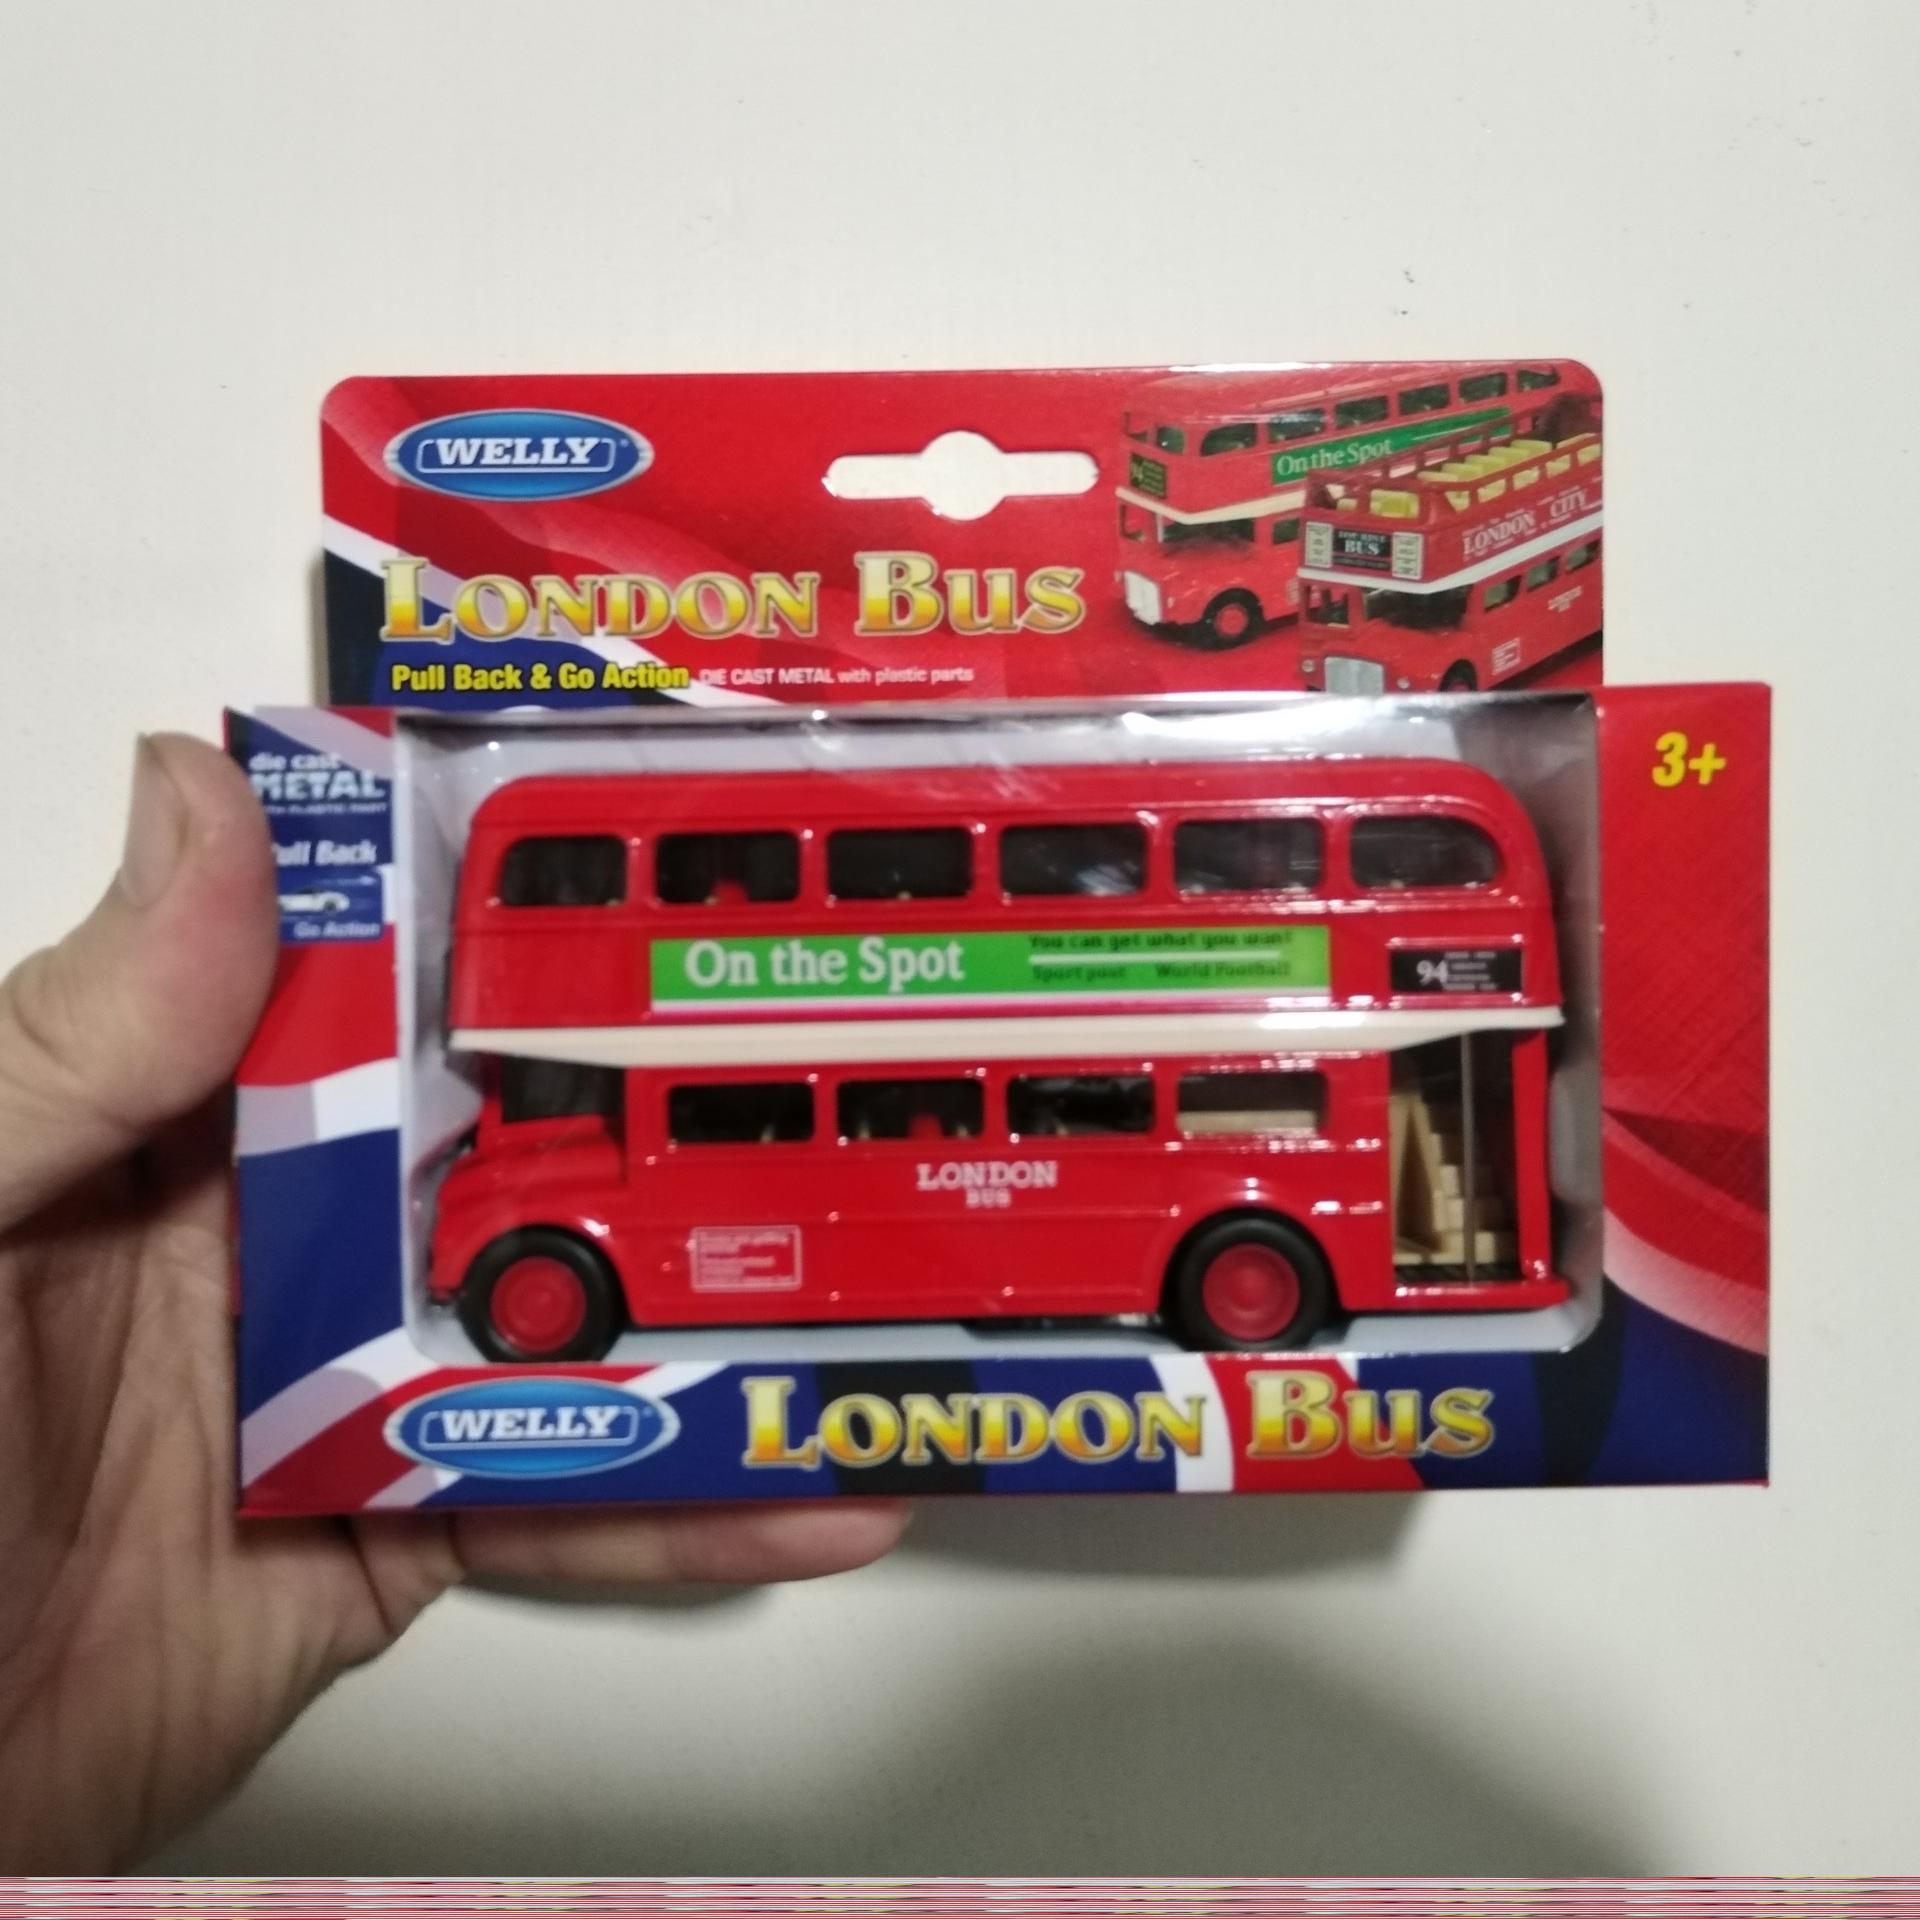 WELLY
On the Spot
94
LONDON CITY
BUS
LONDON BUS
Pull Back & Go Action DIE CAST METAL with plastic parts
3+
die cast
METAL
Pull Back
Go Action
On the Spot
You can get what you want
Sport post World Football
94
LONDON
BUS
WELLY LONDON BUS